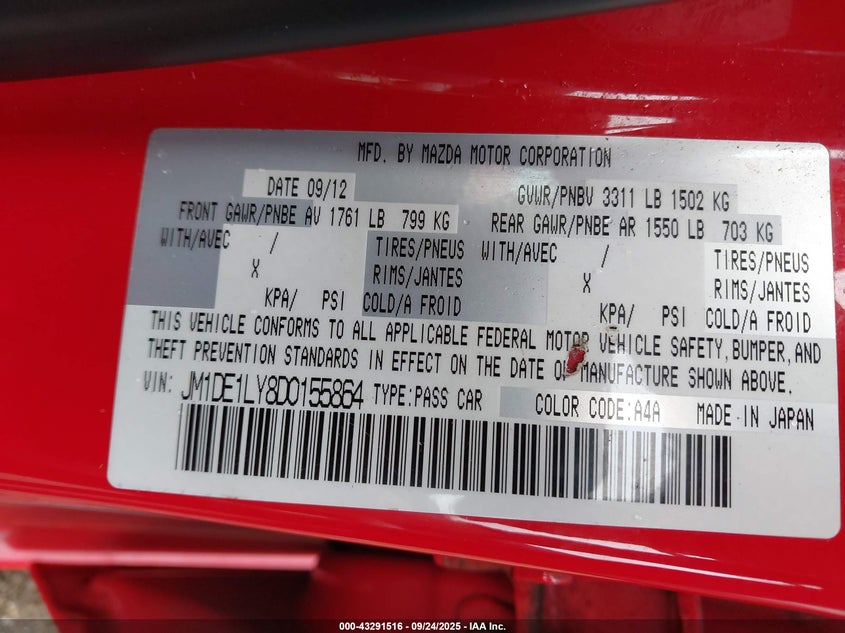 MFD. BY MAZDA MOTOR CORPORATION
DATE 09/12 GVWR/PNBV 3311 LB 1502 KG
FRONT GAWR/PNBE AV 1761 LB 799 KG REAR GAWR/PNBE AR 1550 LB 703 KG
WITH/AVEC / TIRES/PNEUS WITH/AVEC / TIRES/PNEUS
X RIMS/JANTES X RIMS/JANTES
KPA/ PSI COLD/A FROID KPA/ PSI COLD/A FROID
THIS VEHICLE CONFORMS TO ALL APPLICABLE FEDERAL MOTOR VEHICLE SAFETY, BUMPER, AND
THEFT PREVENTION STANDARDS IN EFFECT ON THE DATE OF MANUFACTURE SHOWN ABOVE.
VIN: JM1DE1LY8D0155864 TYPE:PASS CAR COLOR CODE:A4A MADE IN JAPAN
000-43291516 - 09/24/2025 - IAA Inc.